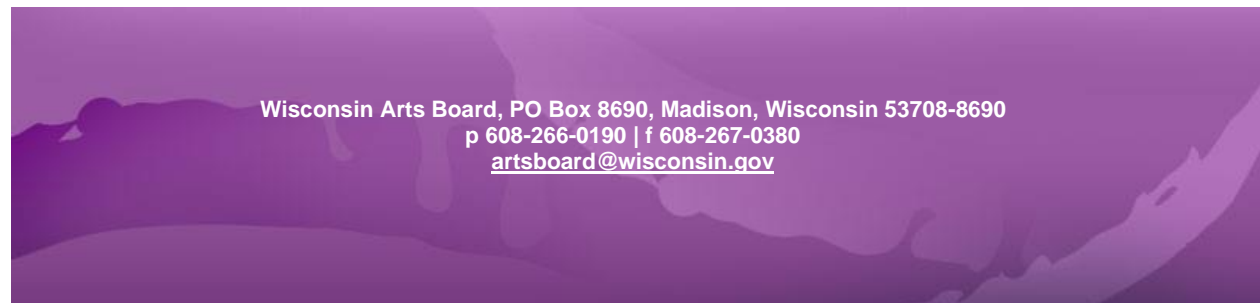 Wisconsin Arts Board, PO Box 8690, Madison, Wisconsin 53708-8690
p 608-266-0190 | f 608-267-0380
artsboard@wisconsin.gov